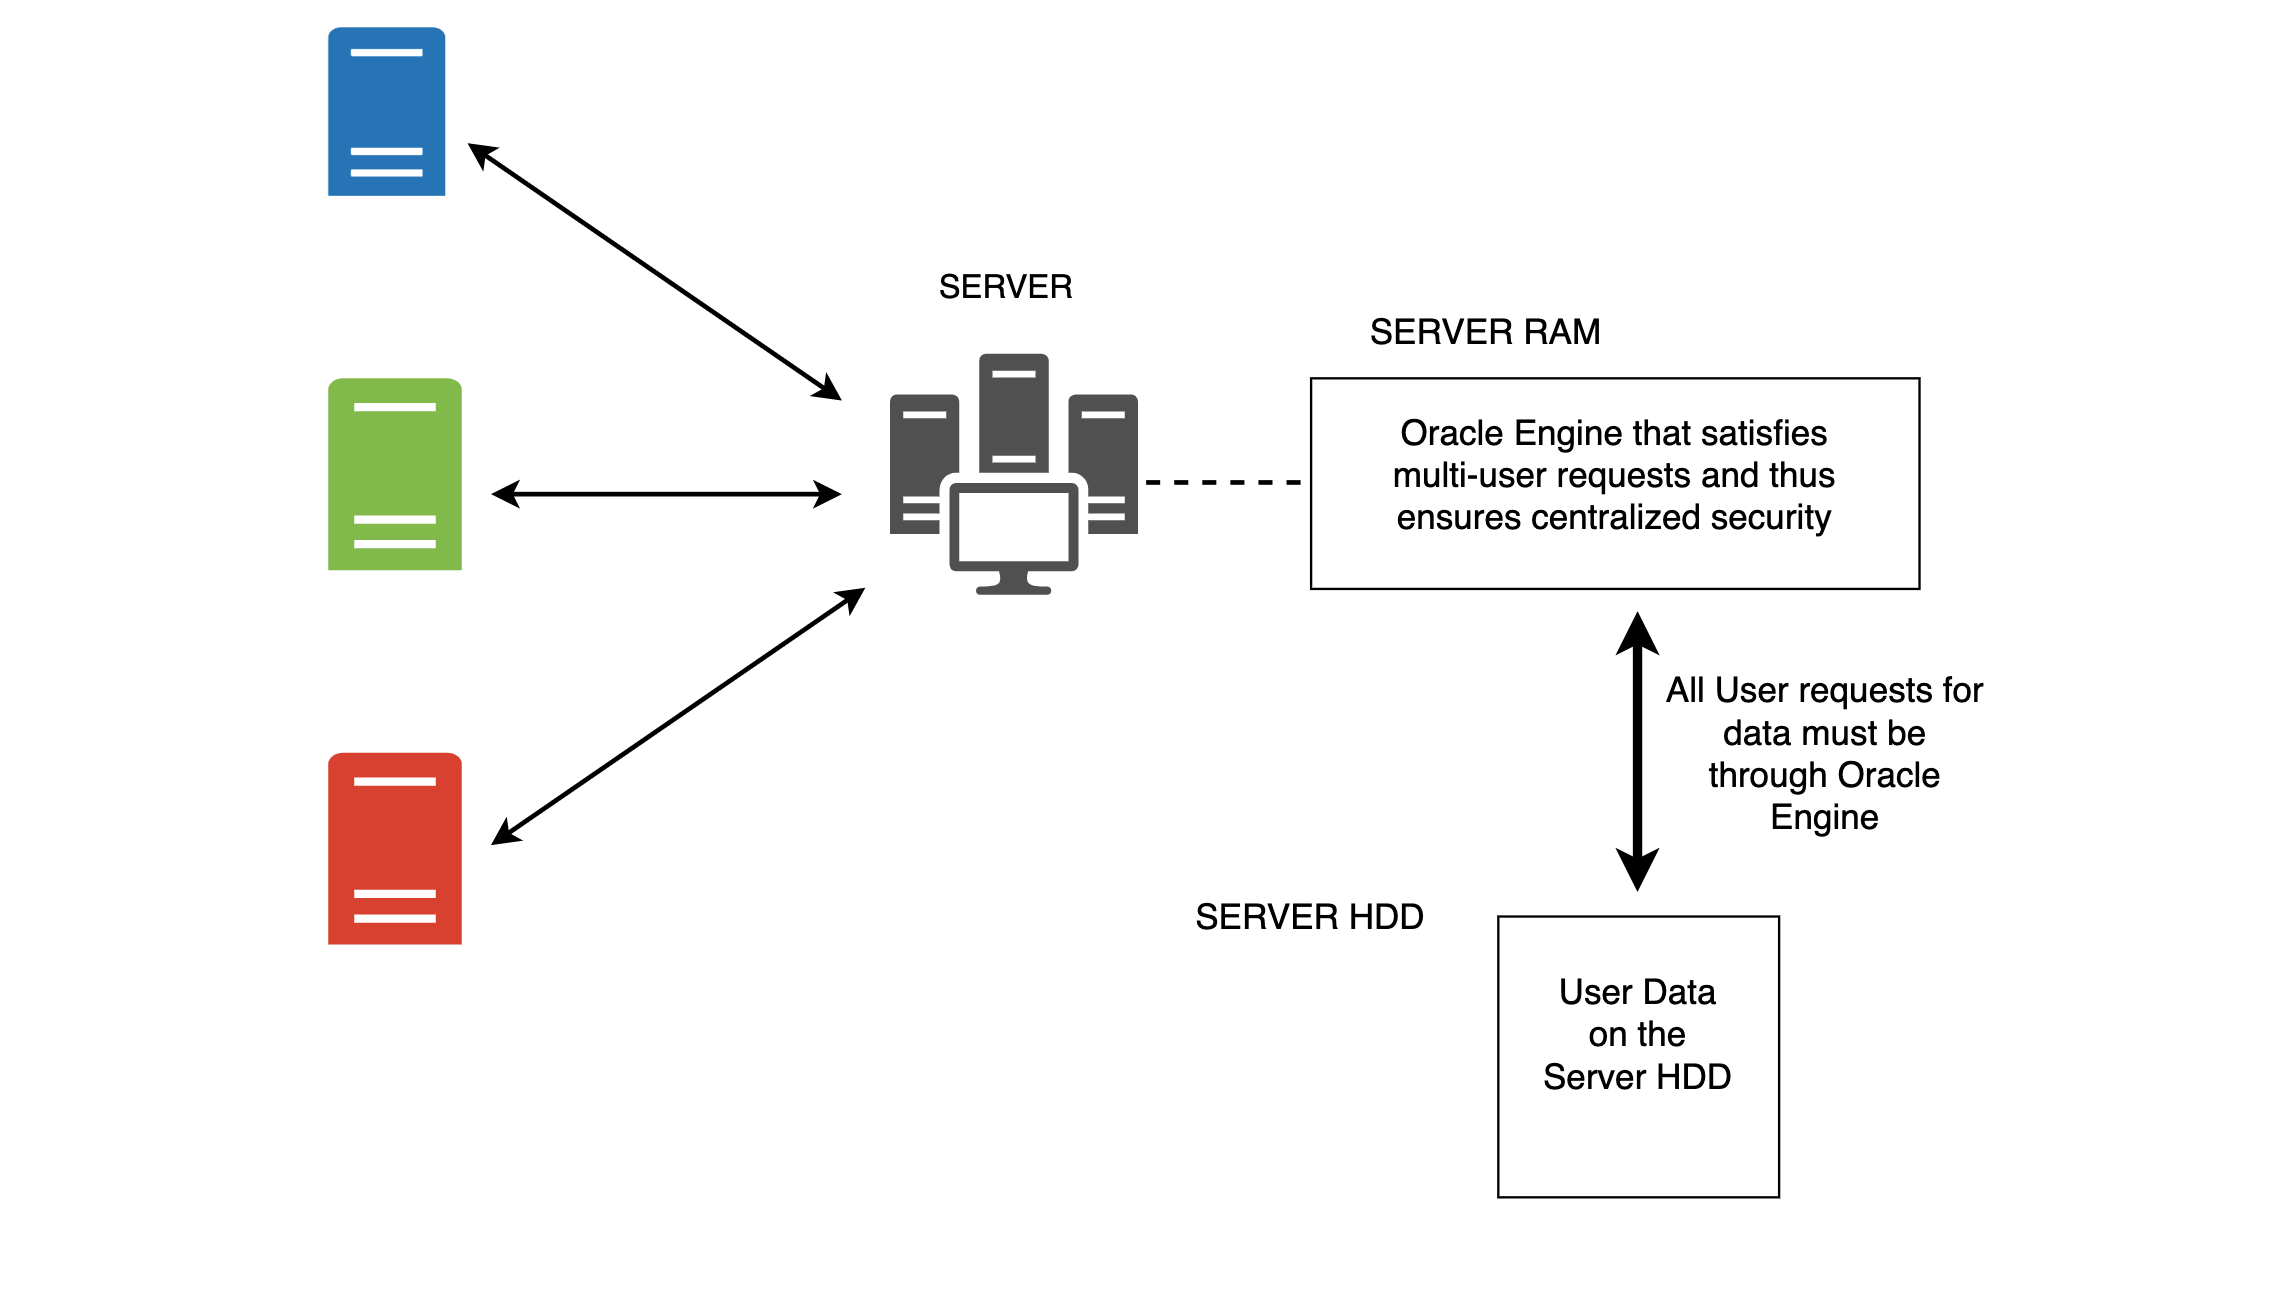 SERVER
SERVER RAM
Oracle Engine that satisfies
multi-user requests and thus
ensures centralized security
All User requests for
data must be
through Oracle
Engine
SERVER HDD
User Data
on the
Server HDD